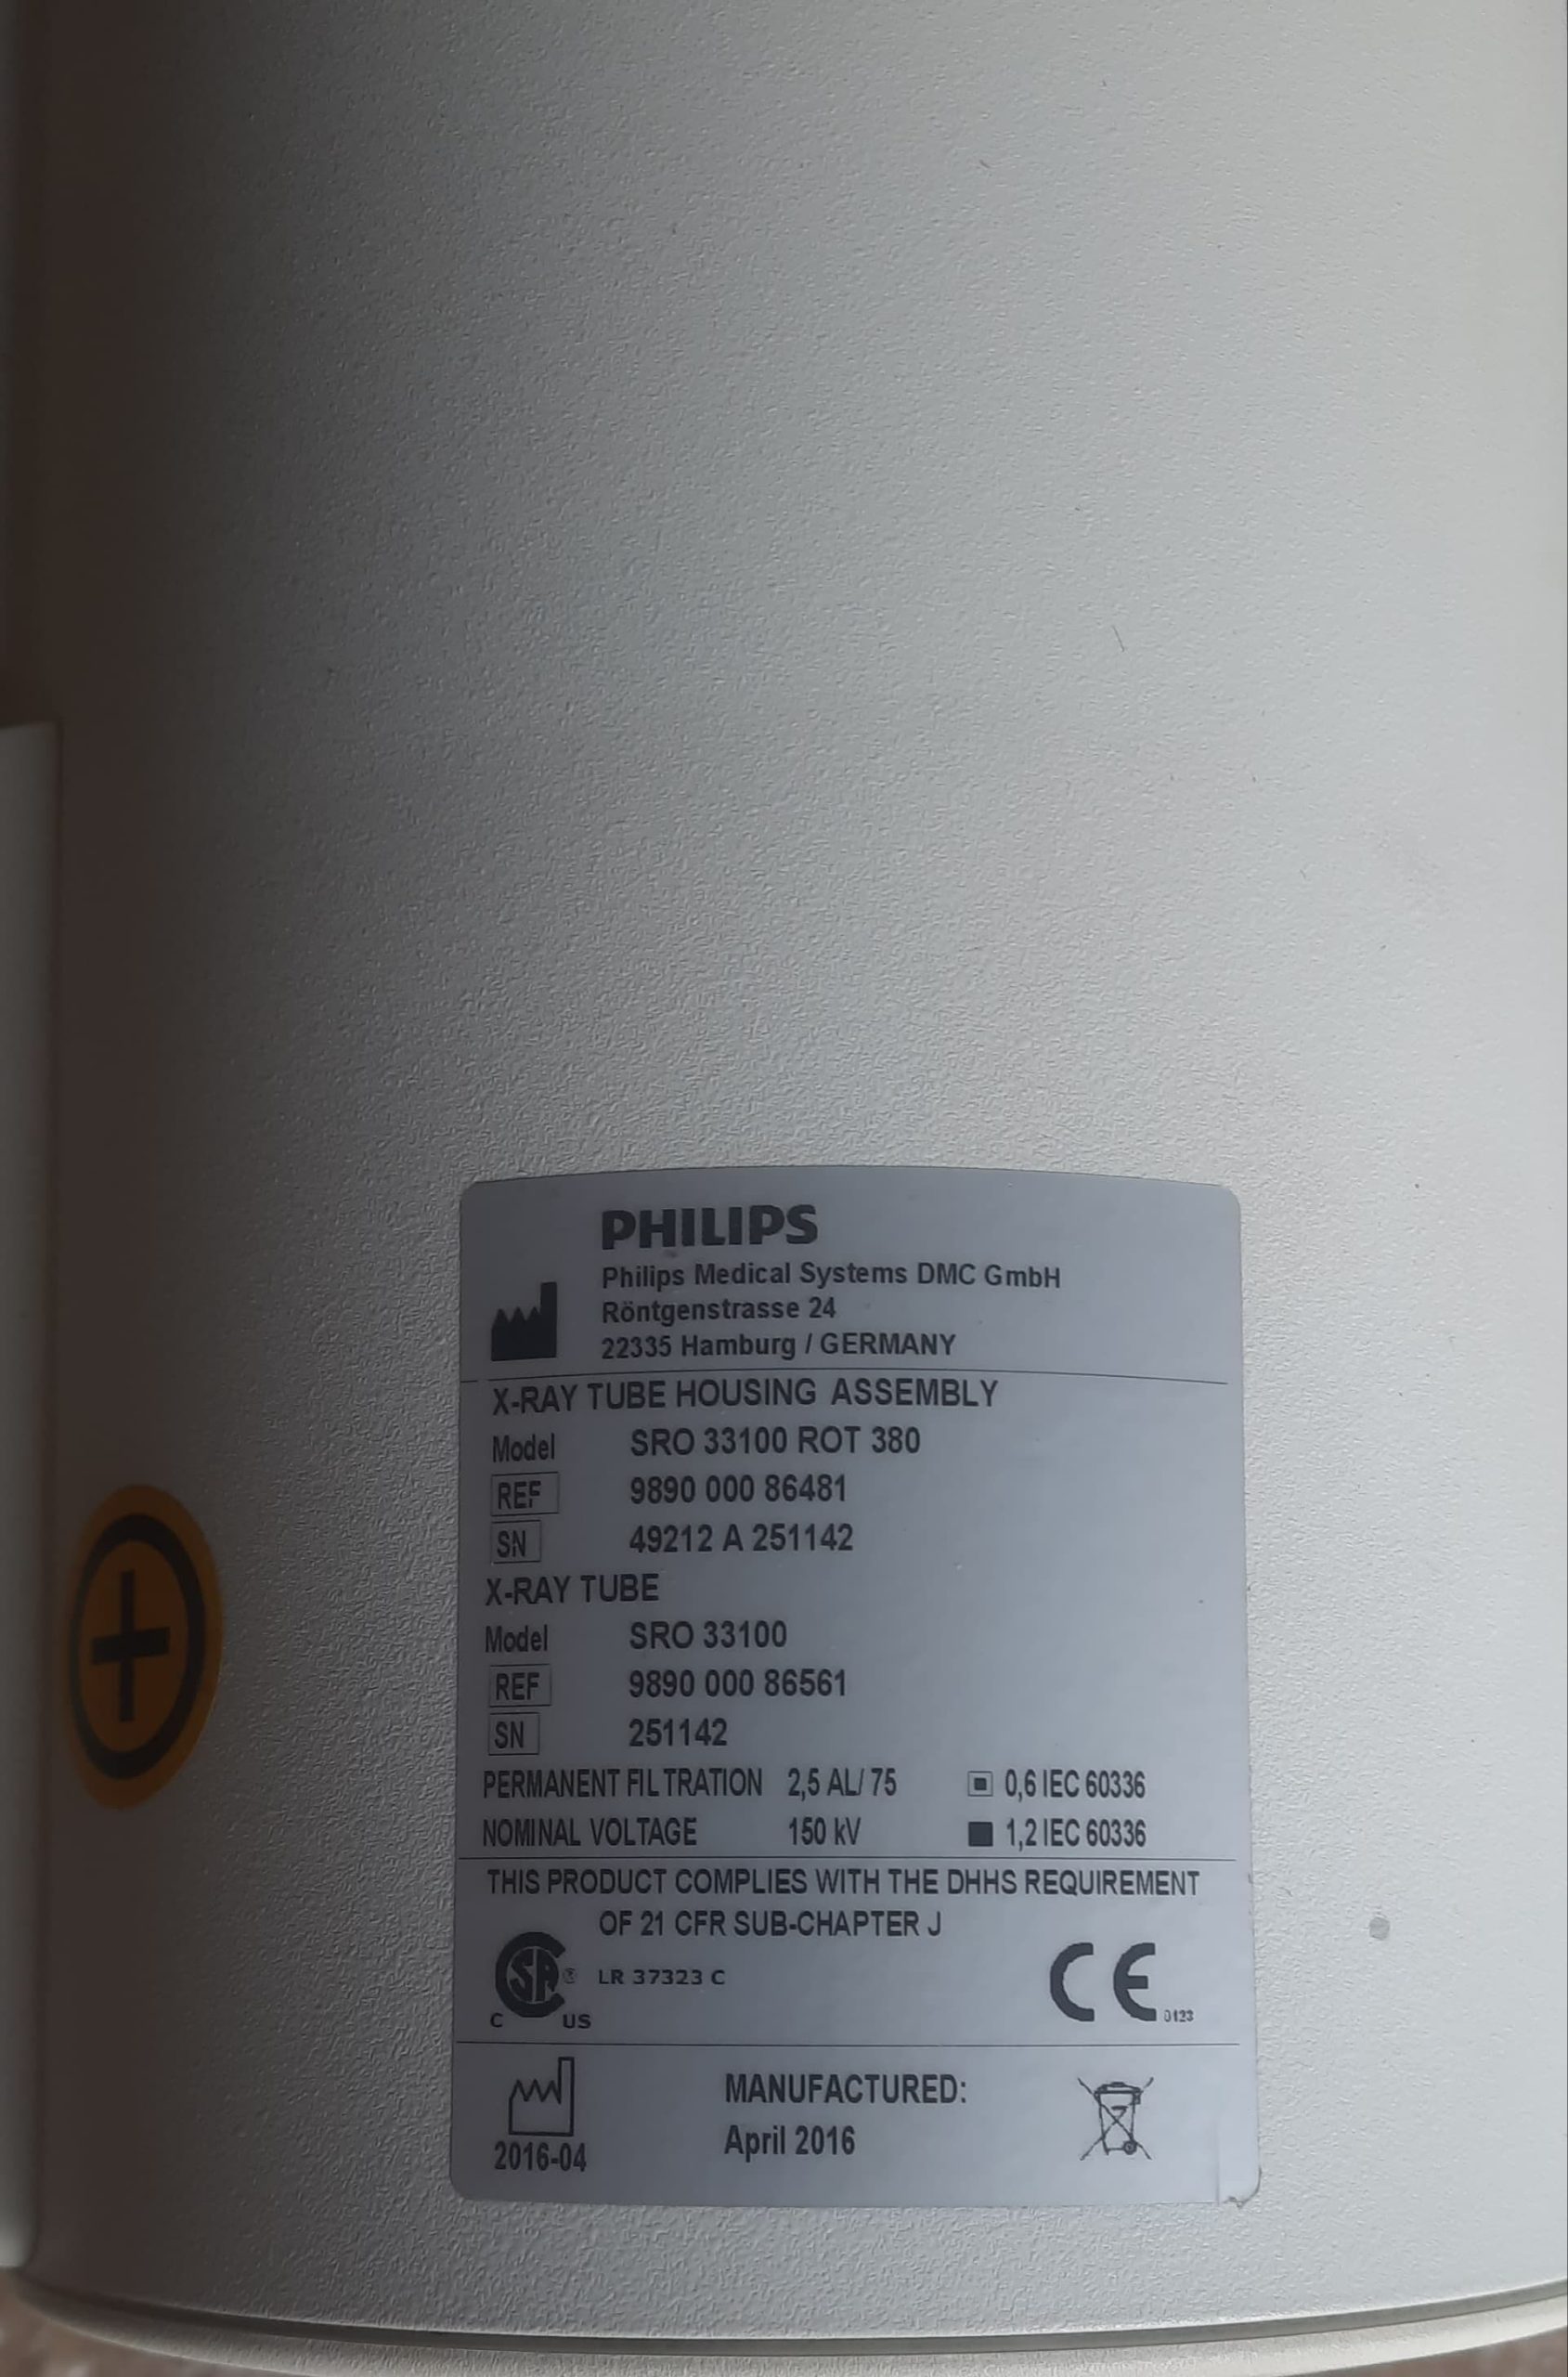 PHILIPS
Philips Medical Systems DMC GmbH
Röntgenstrasse 24
22335 Hamburg / GERMANY
X-RAY TUBE HOUSING ASSEMBLY
Model SRO 33100 ROT 380
REF 9890 000 86481
SN 49212 A 251142
X-RAY TUBE
Model SRO 33100
REF 9890 000 86561
SN 251142
PERMANENT FILTRATION 2,5 AL/ 75 0,6 IEC 60336
NOMINAL VOLTAGE 150 kV 1,2 IEC 60336
THIS PRODUCT COMPLIES WITH THE DHHS REQUIREMENT
OF 21 CFR SUB-CHAPTER J
CSA ® LR 37323 C CE
C US 0123
MANUFACTURED:
2016-04 April 2016